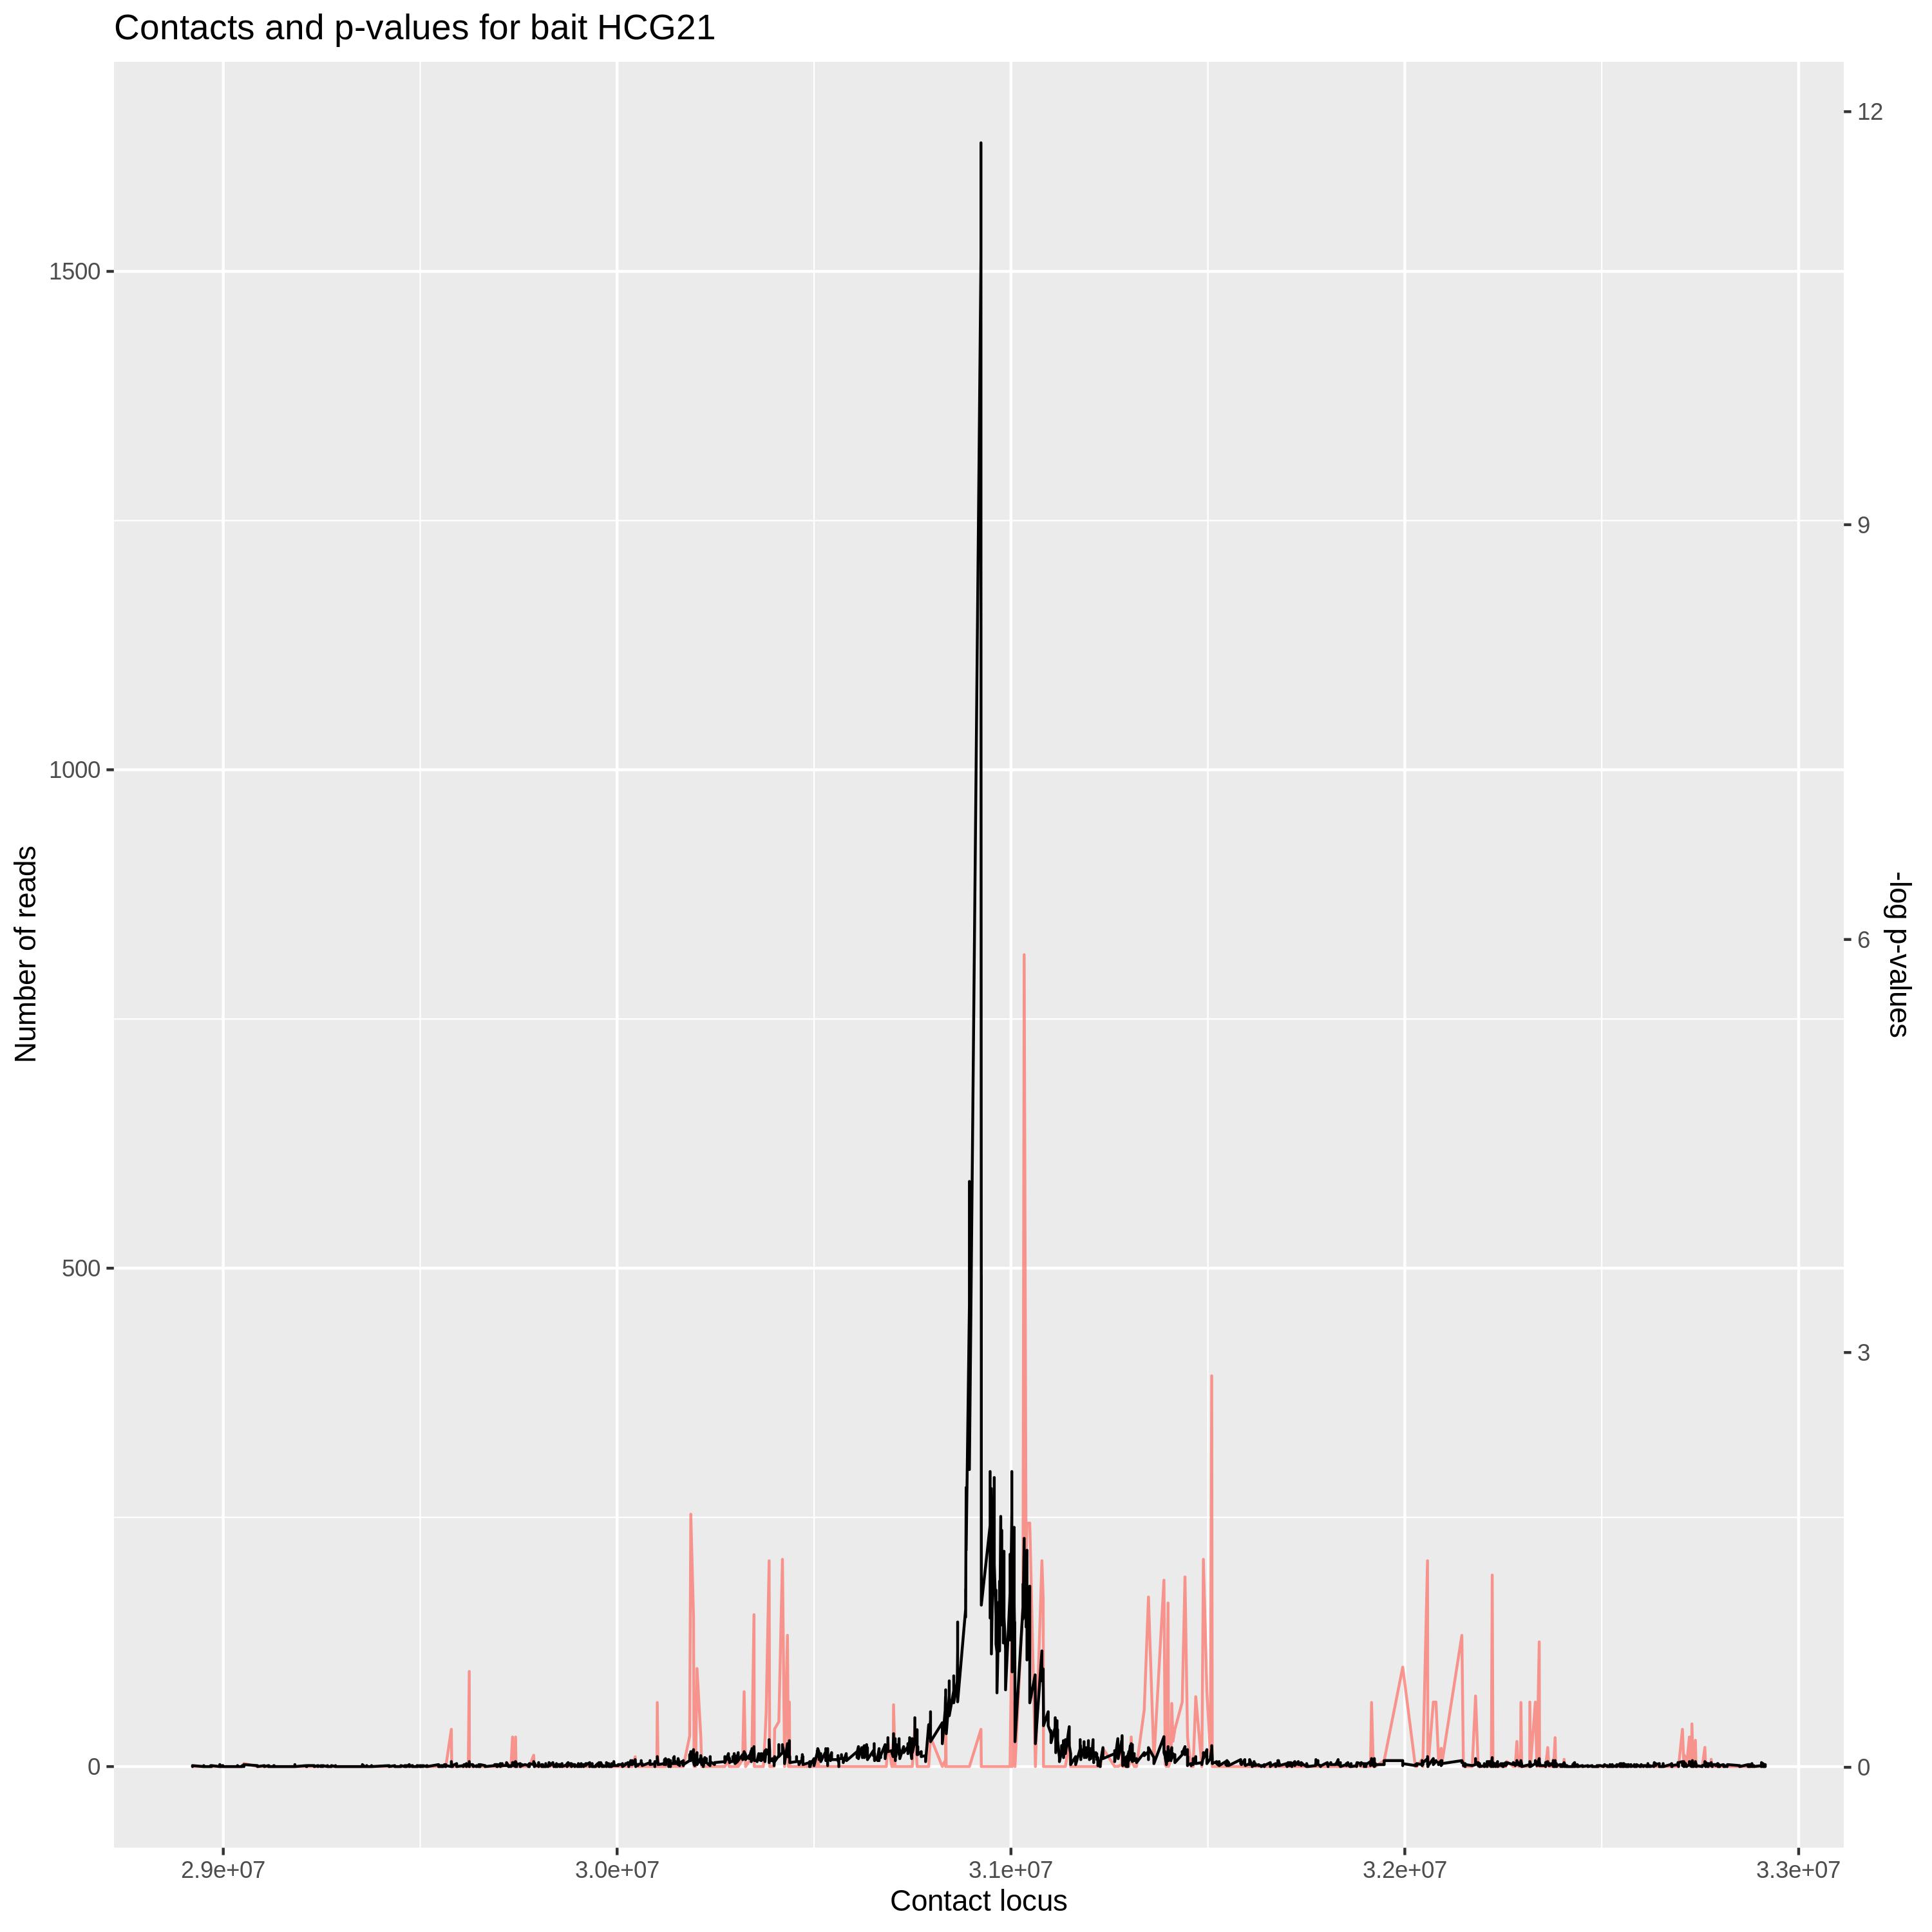 Contacts and p-values for bait HCG21
Number of reads
1500
1000
500
0
12
9
6
3
0
-log p-values
2.9e+07
3.0e+07
3.1e+07
3.2e+07
3.3e+07
Contact locus